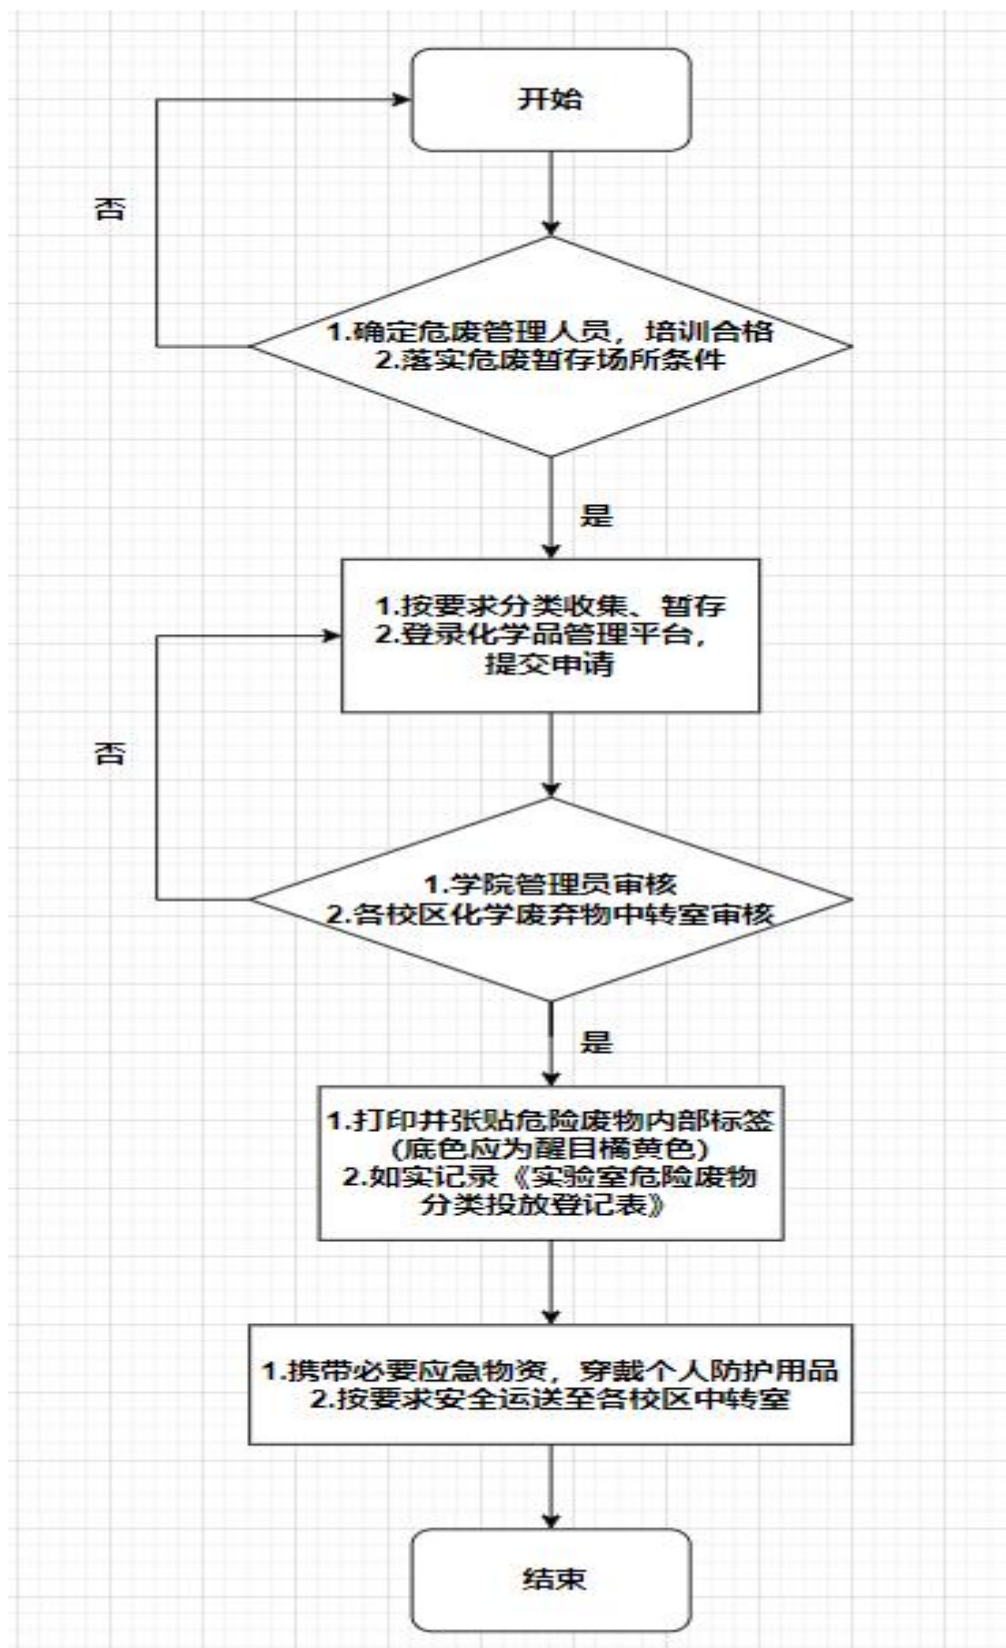 开始
否
1.确定危废管理人员，培训合格
2.落实危废暂存场所条件
是
1.按要求分类收集、暂存
2.登录化学品管理平台，
提交申请
否
1.学院管理员审核
2.各校区化学废弃物中转室审核
是
1.打印并张贴危险废物内部标签
(底色应为醒目橘黄色)
2.如实记录《实验室危险废物
分类投放登记表》
1.携带必要应急物资，穿戴个人防护用品
2.按要求安全运送至各校区中转室
结束